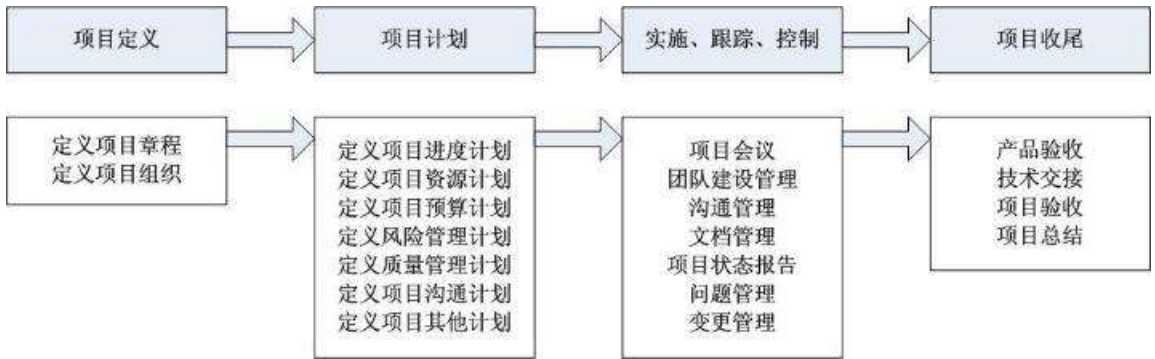 项目定义
项目计划
实施、跟踪、控制
项目收尾
定义项目章程
定义项目组织
定义项目进度计划
定义项目资源计划
定义项目预算计划
定义风险管理计划
定义质量管理计划
定义项目沟通计划
定义项目其他计划
项目会议
团队建设管理
沟通管理
文档管理
项目状态报告
问题管理
变更管理
产品验收
技术交接
项目验收
项目总结